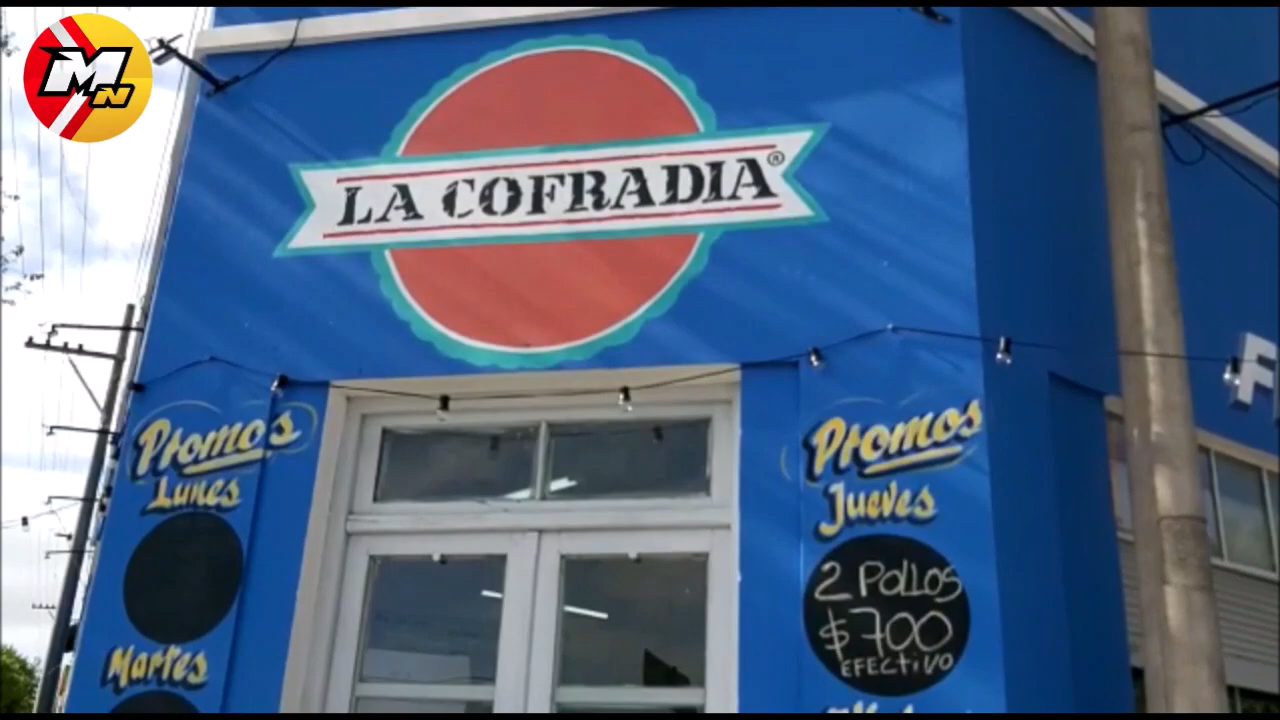 MN
LA COFRADIA®
Promos
Lunes
Martes
Promos
Jueves
2 POLLOS
$700
EFECTIVO
F